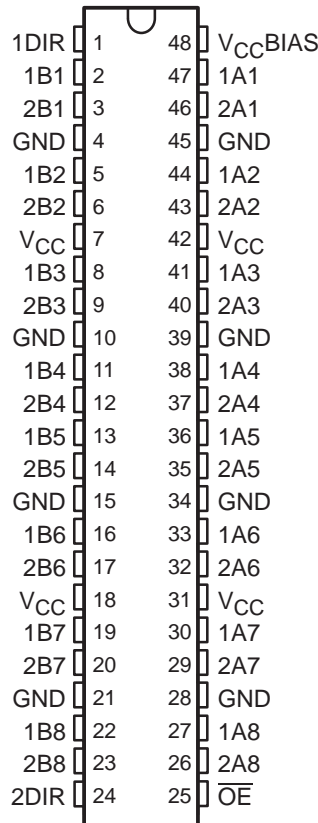 1DIR 1 48 VCCBIAS
1B1 2 47 1A1
2B1 3 46 2A1
GND 4 45 GND
1B2 5 44 1A2
2B2 6 43 2A2
VCC 7 42 VCC
1B3 8 41 1A3
2B3 9 40 2A3
GND 10 39 GND
1B4 11 38 1A4
2B4 12 37 2A4
1B5 13 36 1A5
2B5 14 35 2A5
GND 15 34 GND
1B6 16 33 1A6
2B6 17 32 2A6
VCC 18 31 VCC
1B7 19 30 1A7
2B7 20 29 2A7
GND 21 28 GND
1B8 22 27 1A8
2B8 23 26 2A8
2DIR 24 25 O̅E̅